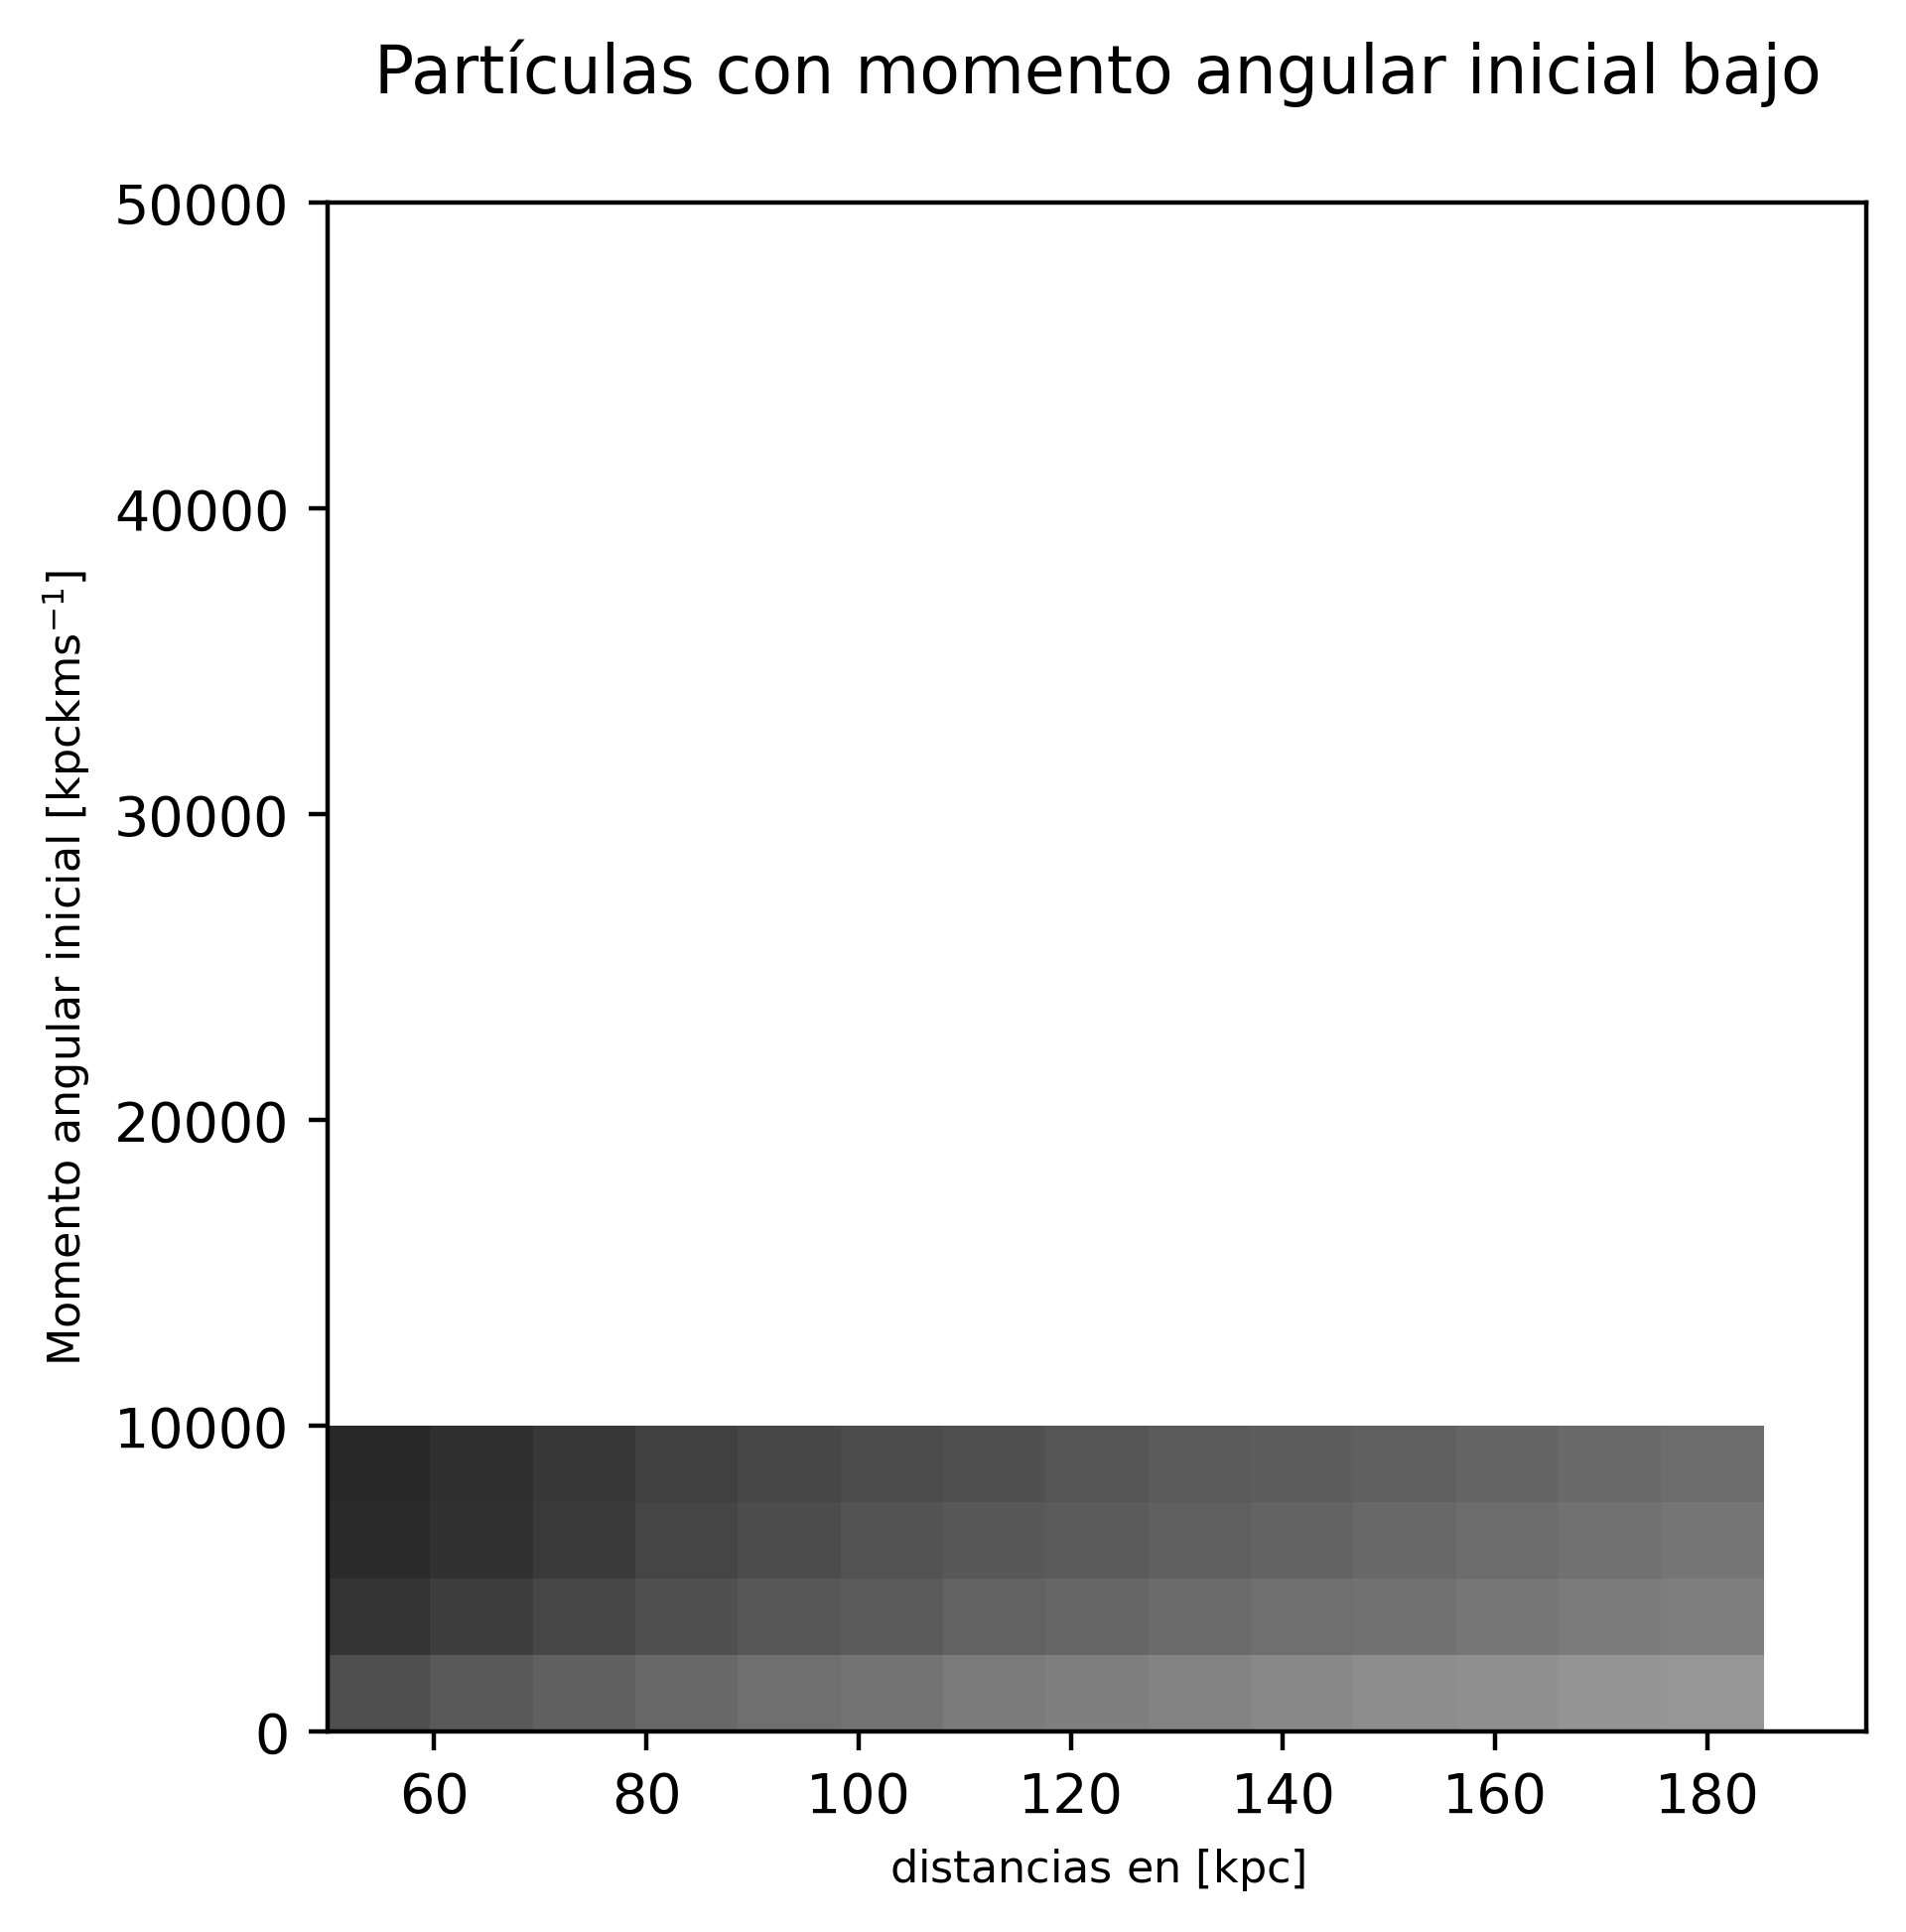 Partículas con momento angular inicial bajo
50000
40000
30000
20000
10000
0
Momento angular inicial [kpckms⁻¹]
60 80 100 120 140 160 180
distancias en [kpc]